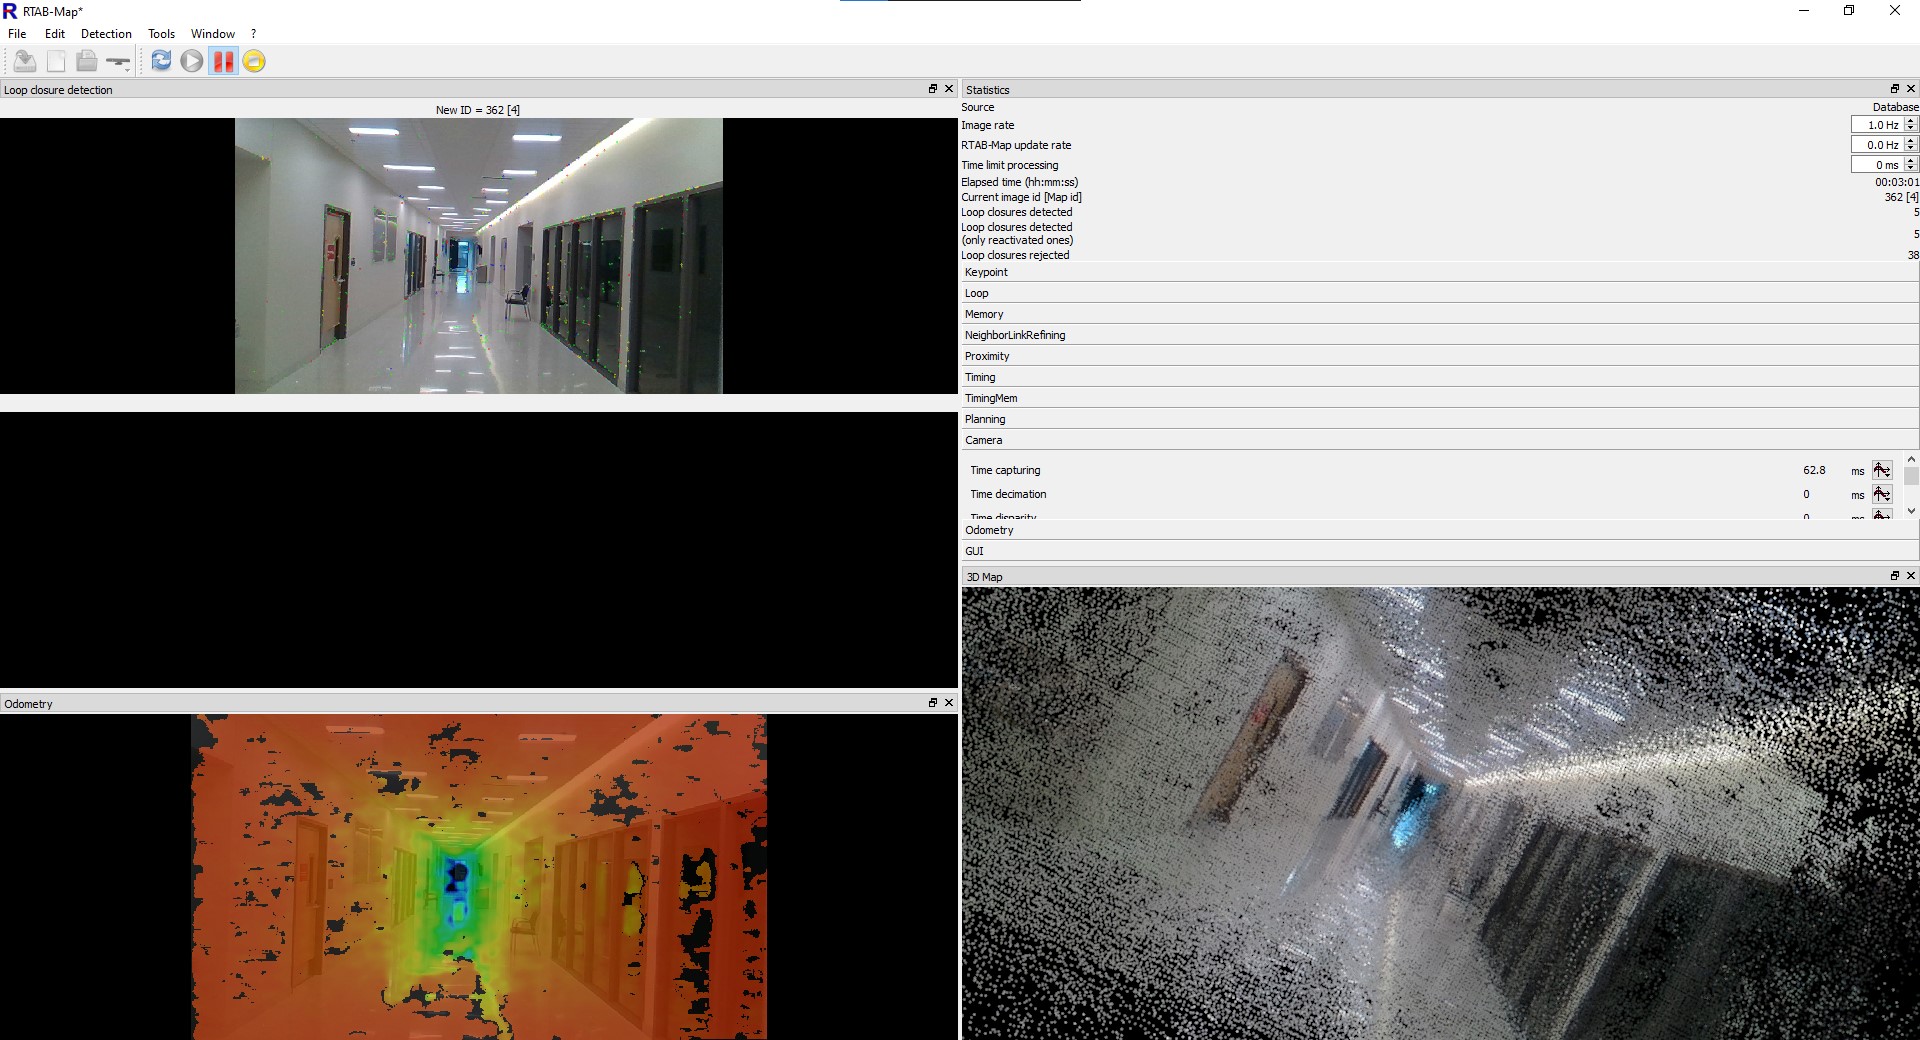 RTAB-Map*
File Edit Detection Tools Window ?
Loop closure detection
New ID = 362 [4]
Odometry
Statistics
Source Database
Image rate 1.0 Hz
RTAB-Map update rate 0.0 Hz
Time limit processing 0 ms
Elapsed time (hh:mm:ss) 00:03:01
Current image id [Map id] 362 [4]
Loop closures detected 5
Loop closures detected
(only reactivated ones) 5
Loop closures rejected 38
Keypoint
Loop
Memory
NeighborLinkRefining
Proximity
Timing
TimingMem
Planning
Camera
Time capturing 62.8 ms
Time decimation 0 ms
Time disparity 0 ms
Odometry
GUI
3D Map